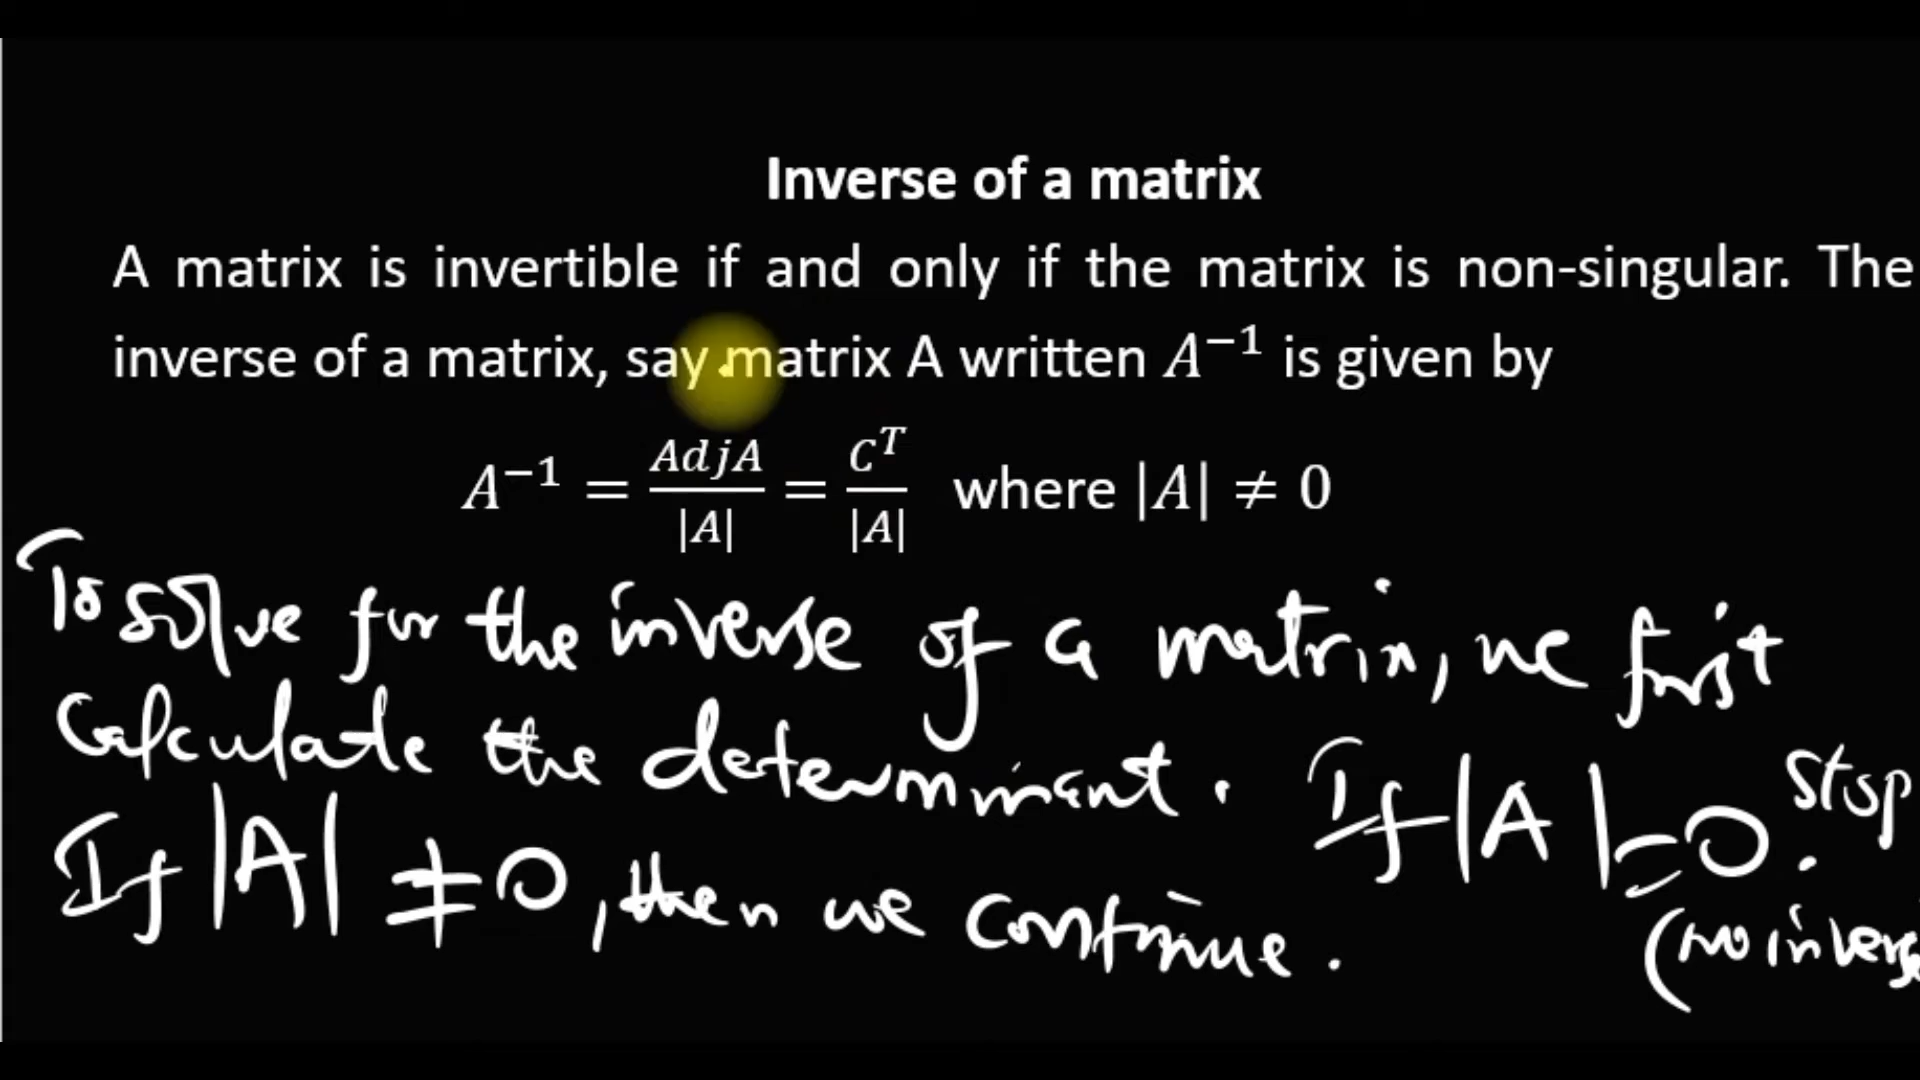 Inverse of a matrix
A matrix is invertible if and only if the matrix is non-singular. The
inverse of a matrix, say matrix A written A⁻¹ is given by
A⁻¹ = AdjA/|A| = Cᵀ/|A| where |A| ≠ 0
To solve for the inverse of a matrix, we first
Calculate the determinant. If |A| = 0 stop.
If |A| ≠ 0, then we continue. (no inverse